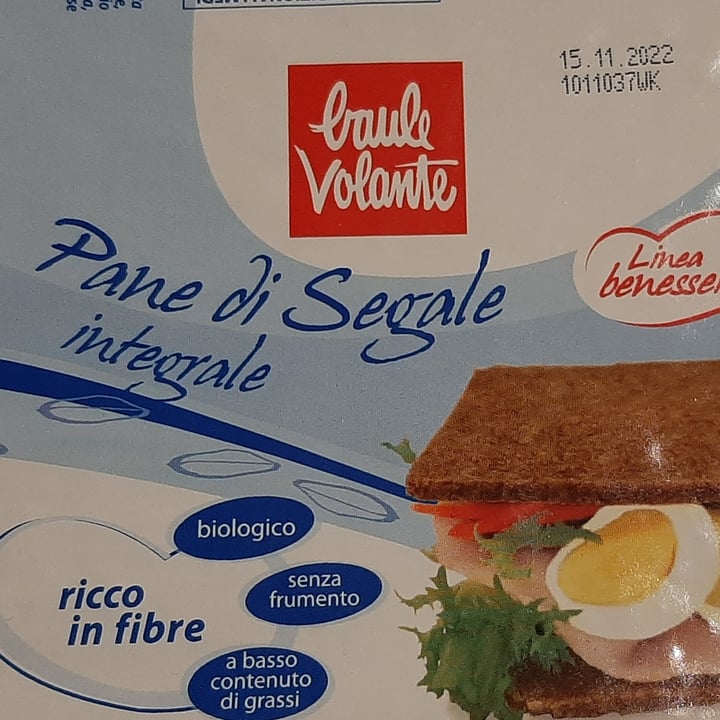 15.11.2022
1011037WK
baule
Volante
Linea
Pane di Segale
integrale
biologico
senza
frumento
ricco
in fibre
a basso
contenuto
di grassi